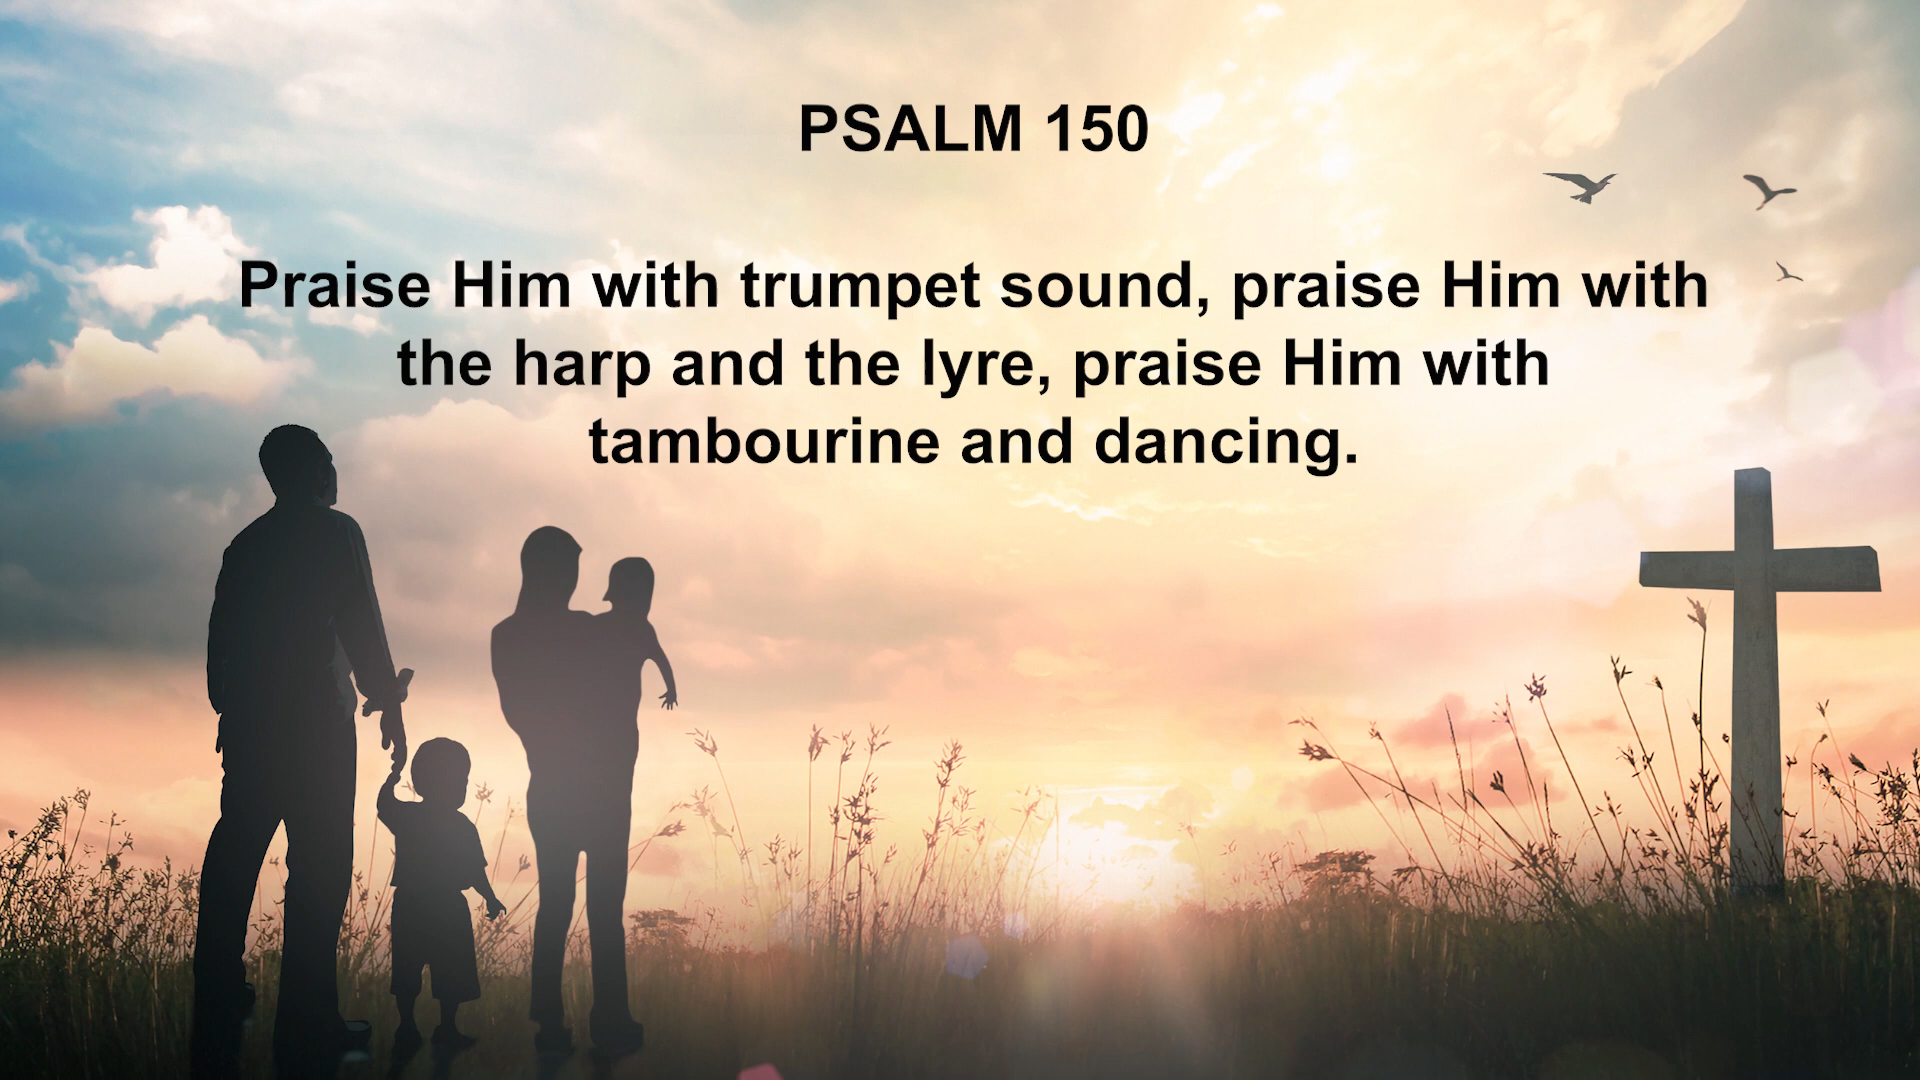 PSALM 150
Praise Him with trumpet sound, praise Him with
the harp and the lyre, praise Him with
tambourine and dancing.